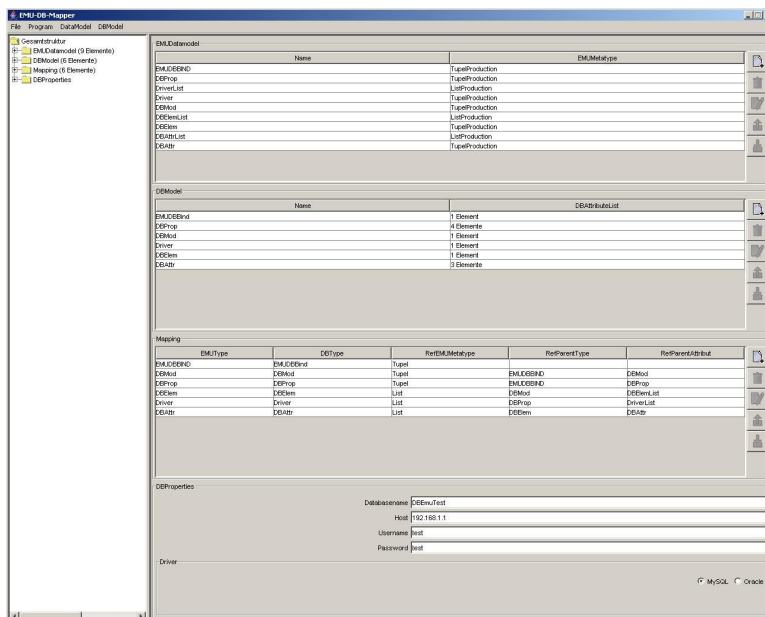 EMU-DB-Mapper
File Program DataModel DBModel
Gesamtstruktur
EMUDatamodel (9 Elemente)
DBModel (6 Elemente)
Mapping (6 Elemente)
DBProperties
EMUDatamodel
Name EMUMetatype
EMUDBBIND TupelProduction
DBProp TupelProduction
DriverList ListProduction
Driver TupelProduction
DBMod TupelProduction
DBElemList ListProduction
DBElem TupelProduction
DBAttrList ListProduction
DBAttr TupelProduction
DBModel
Name DBAttributeList
EMUDBBind 1 Element
DBProp 4 Elemente
DBMod 1 Element
Driver 1 Element
DBElem 1 Element
DBAttr 3 Elemente
Mapping
EMUType DBType RefEMUMetatype RefParentType RefParentAttribut
EMUDBBIND EMUDBBind Tupel
DBMod DBMod Tupel EMUDBBIND DBMod
DBProp DBProp Tupel EMUDBBIND DBProp
DBElem DBElem List DBMod DBElemList
Driver Driver List DBProp DriverList
DBAttr DBAttr List DBElem DBAttr
DBProperties
Databasename DBEmuTest
Host 192.168.1.1
Username test
Password test
Driver
MySQL Oracle